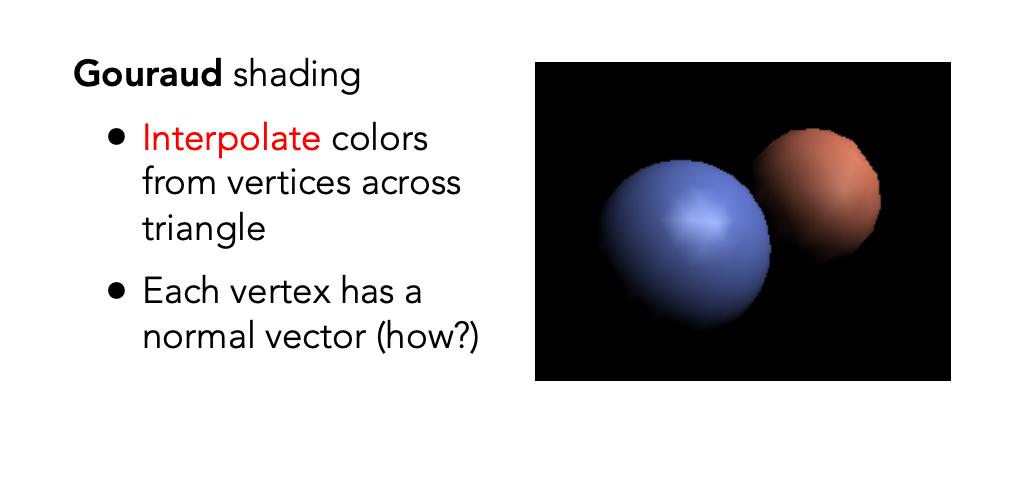 Gouraud shading
• Interpolate colors
from vertices across
triangle
• Each vertex has a
normal vector (how?)